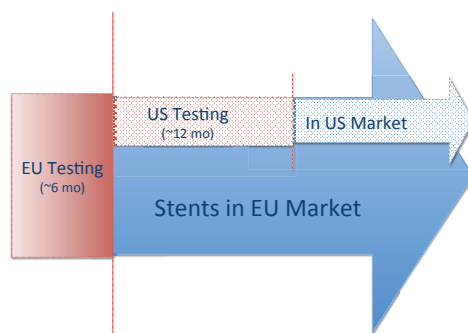 US Testing
(~12 mo)
In US Market
EU Testing
(~6 mo)
Stents in EU Market